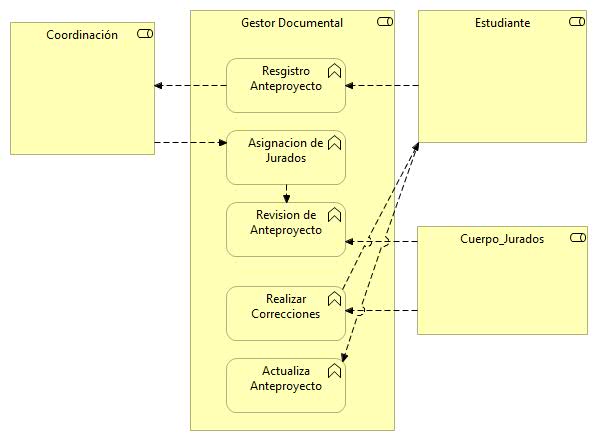 Coordinación
Gestor Documental
Estudiante
Resgistro
Anteproyecto
Asignacion de
Jurados
Revision de
Anteproyecto
Cuerpo_Jurados
Realizar
Correcciones
Actualiza
Anteproyecto